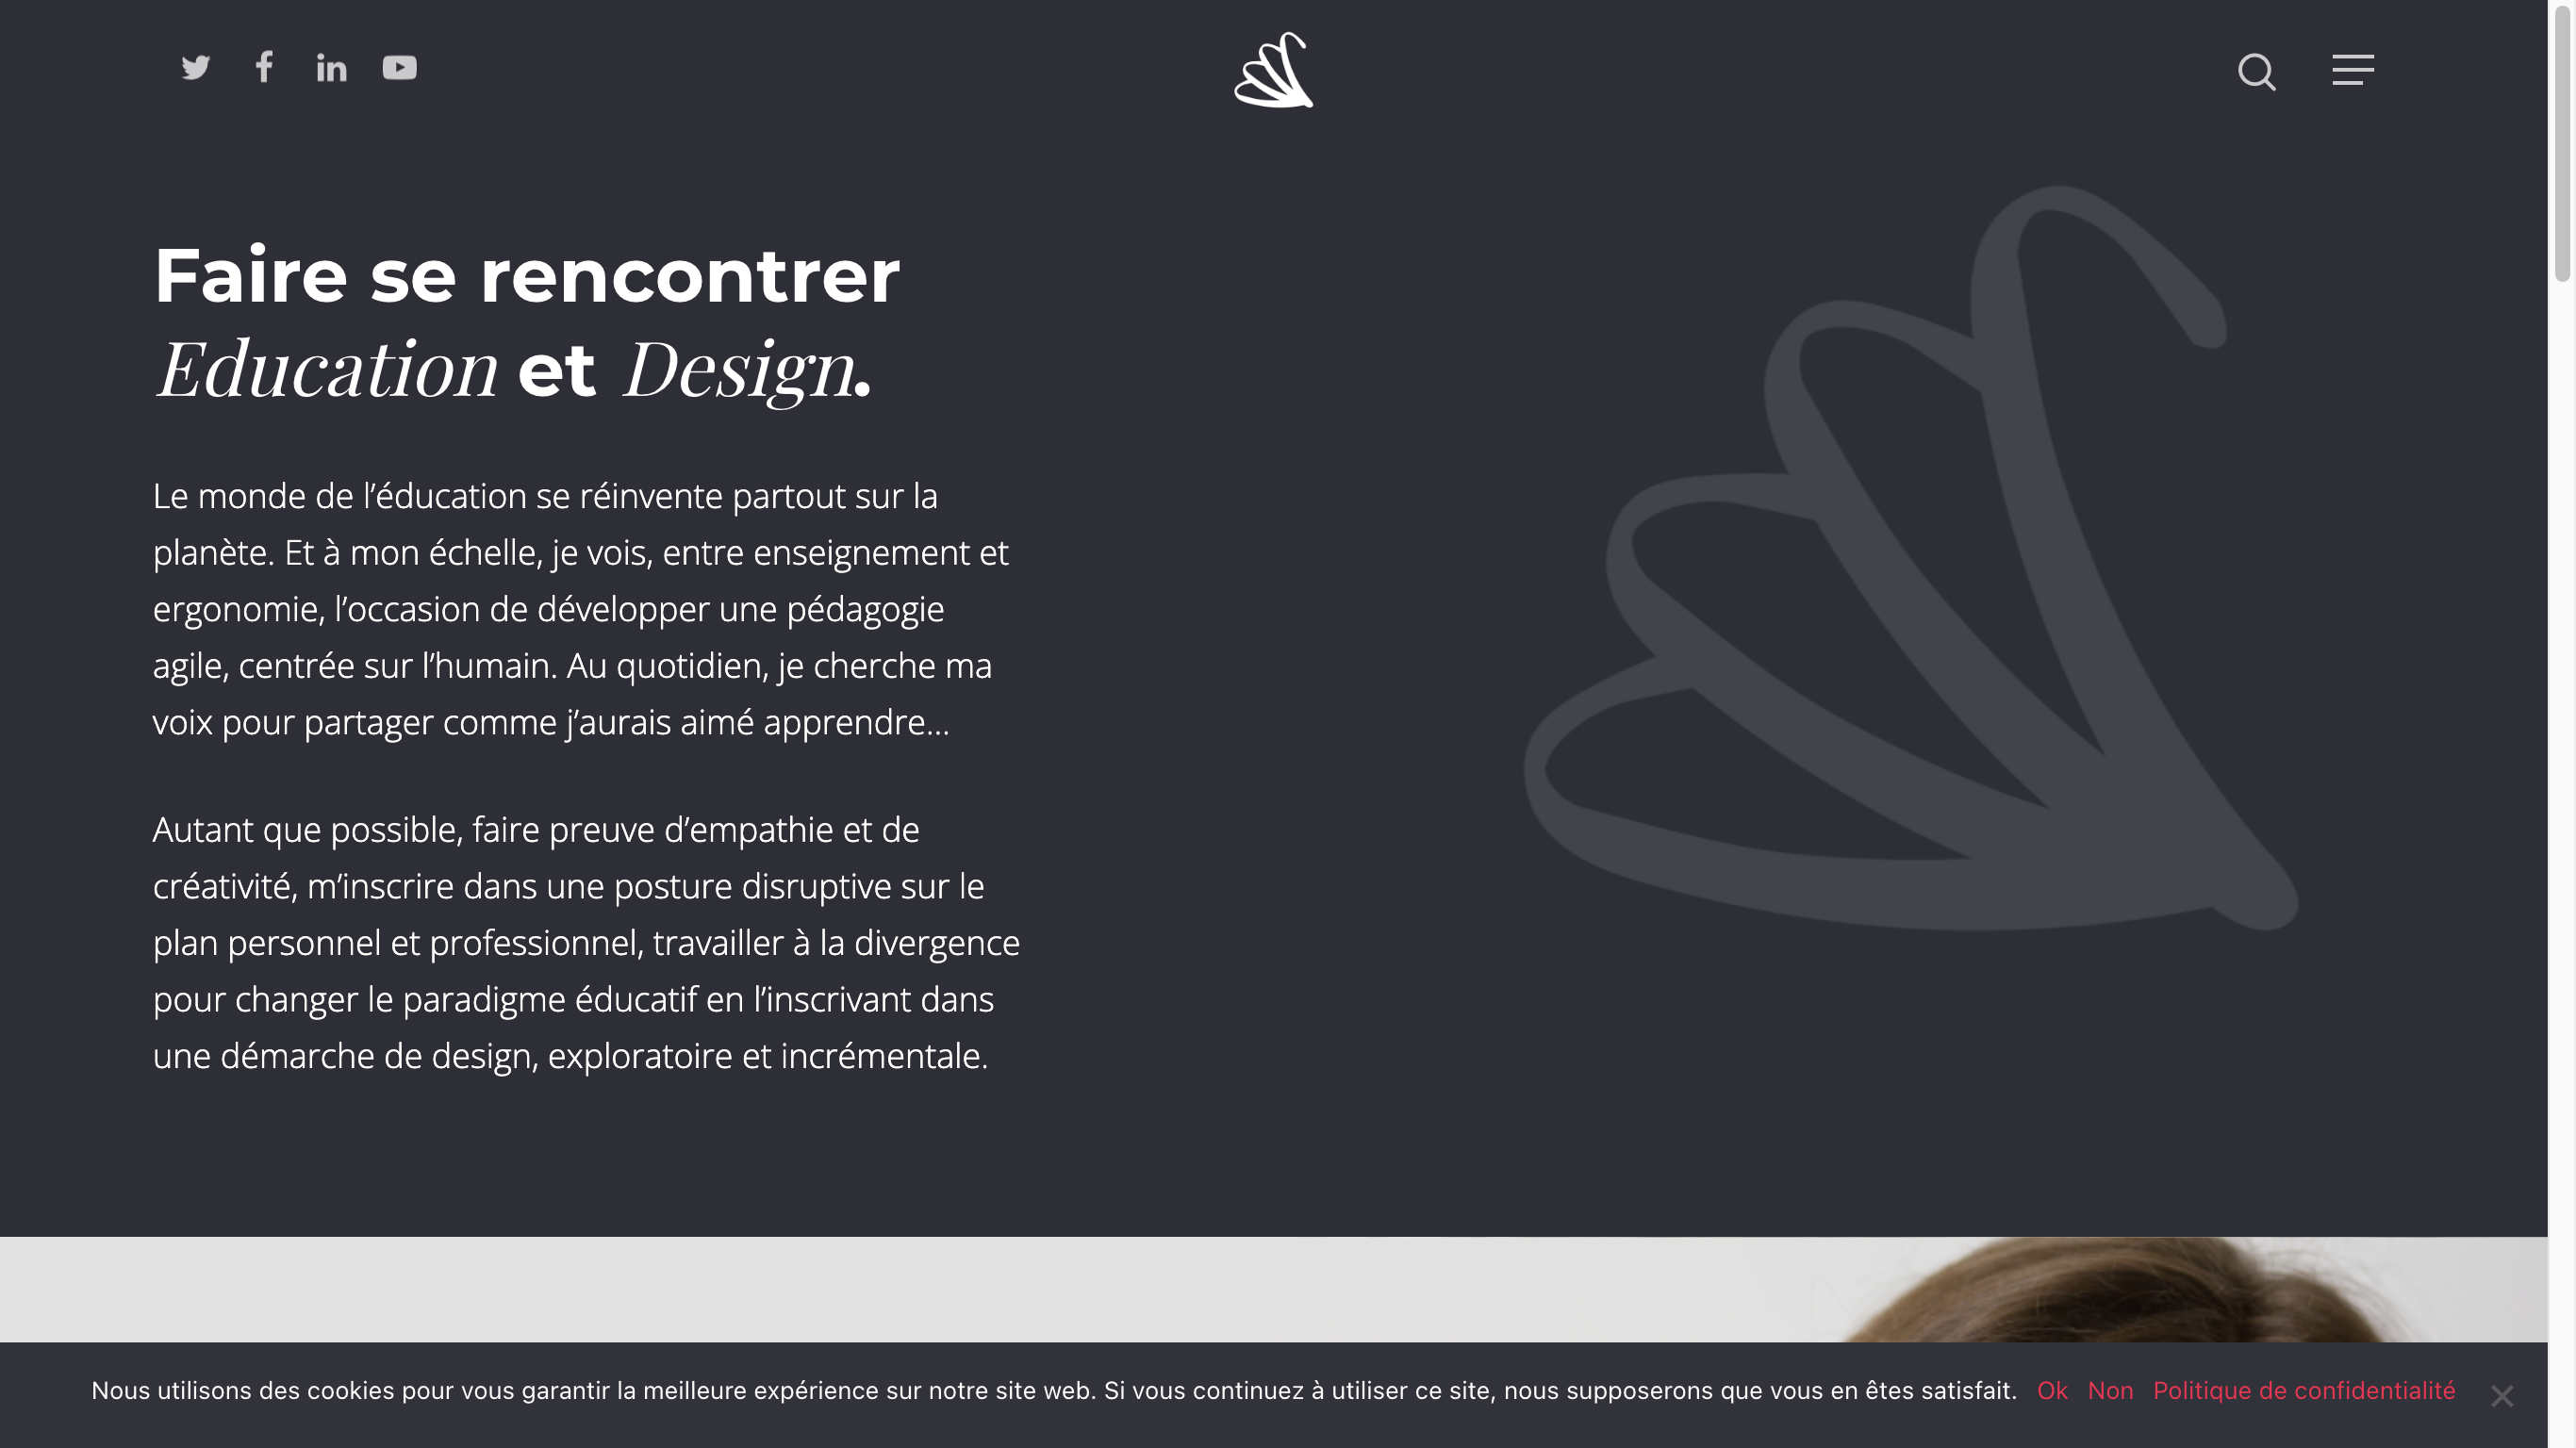 Faire se rencontrer
Education et Design.
Le monde de l’éducation se réinvente partout sur la
planète. Et à mon échelle, je vois, entre enseignement et
ergonomie, l’occasion de développer une pédagogie
agile, centrée sur l’humain. Au quotidien, je cherche ma
voix pour partager comme j’aurais aimé apprendre…
Autant que possible, faire preuve d’empathie et de
créativité, m’inscrire dans une posture disruptive sur le
plan personnel et professionnel, travailler à la divergence
pour changer le paradigme éducatif en l’inscrivant dans
une démarche de design, exploratoire et incrémentale.
Nous utilisons des cookies pour vous garantir la meilleure expérience sur notre site web. Si vous continuez à utiliser ce site, nous supposerons que vous en êtes satisfait. Ok Non Politique de confidentialité